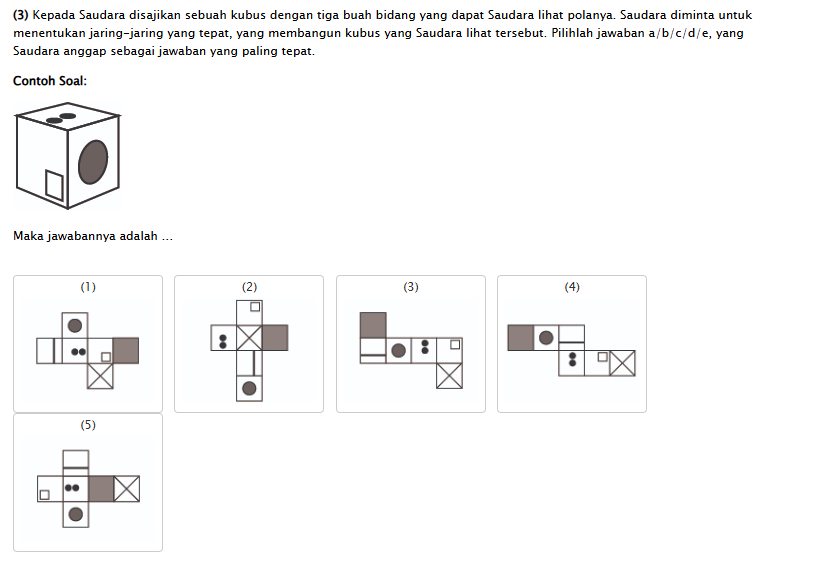 (3) Kepada Saudara disajikan sebuah kubus dengan tiga buah bidang yang dapat Saudara lihat polanya. Saudara diminta untuk
menentukan jaring-jaring yang tepat, yang membangun kubus yang Saudara lihat tersebut. Pilihlah jawaban a/b/c/d/e, yang
Saudara anggap sebagai jawaban yang paling tepat.
Contoh Soal:
Maka jawabannya adalah ...
(1)
(2)
(3)
(4)
(5)